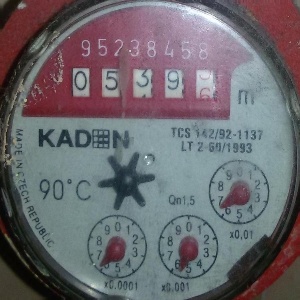 95238458
0539
m
KADEN
TCS 142/92-1137
LT 2-60/1993
90°C
Qn1,5
MADE IN CZECH REPUBLIC
x0,01
x0,0001
x0,001